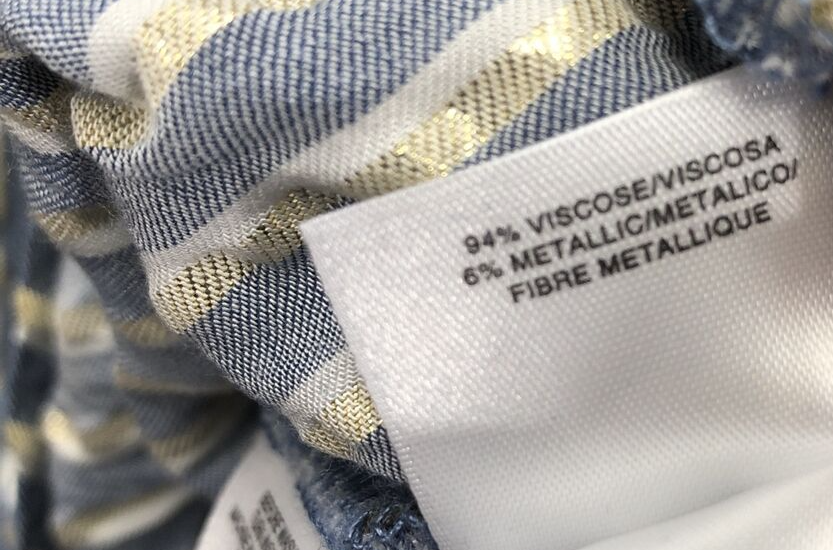 94% VISCOSE/VISCOSA
6% METALLIC/METALICO/
FIBRE METALLIQUE